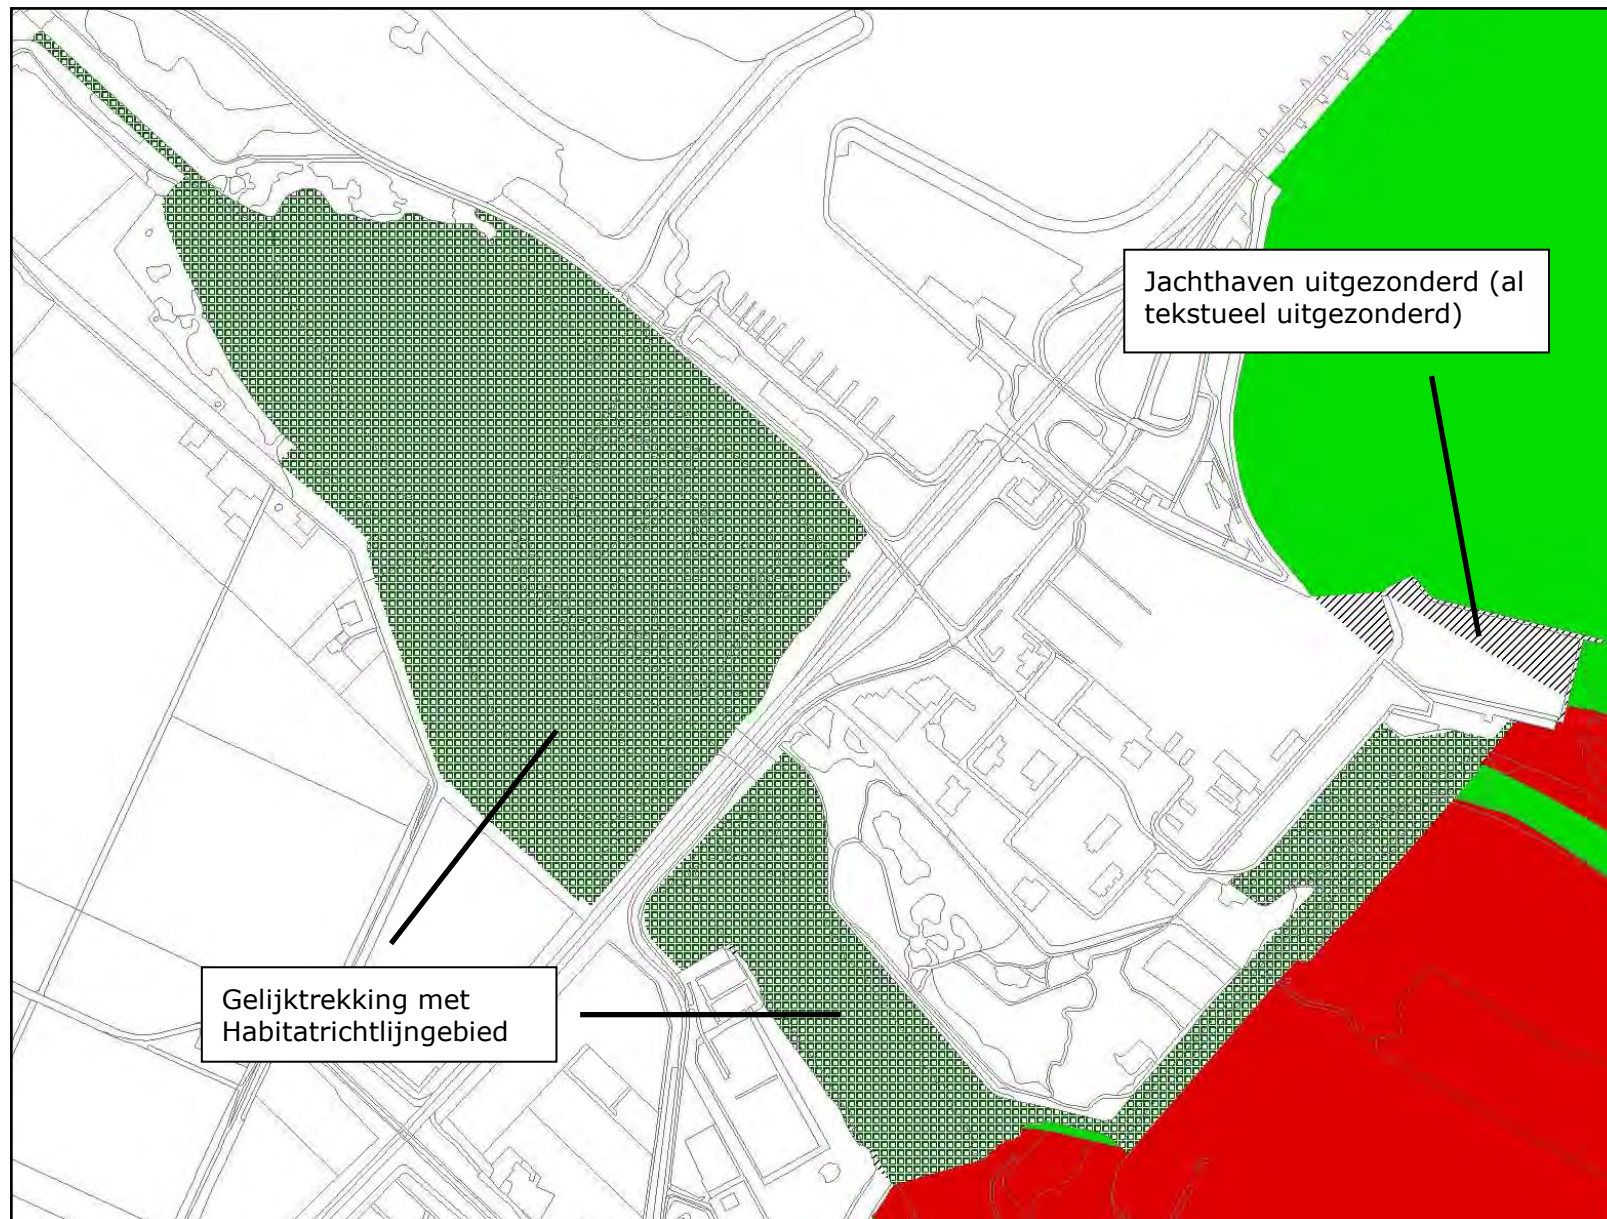 Jachthaven uitgezonderd (al
tekstueel uitgezonderd)
Gelijktrekking met
Habitatrichtlijngebied